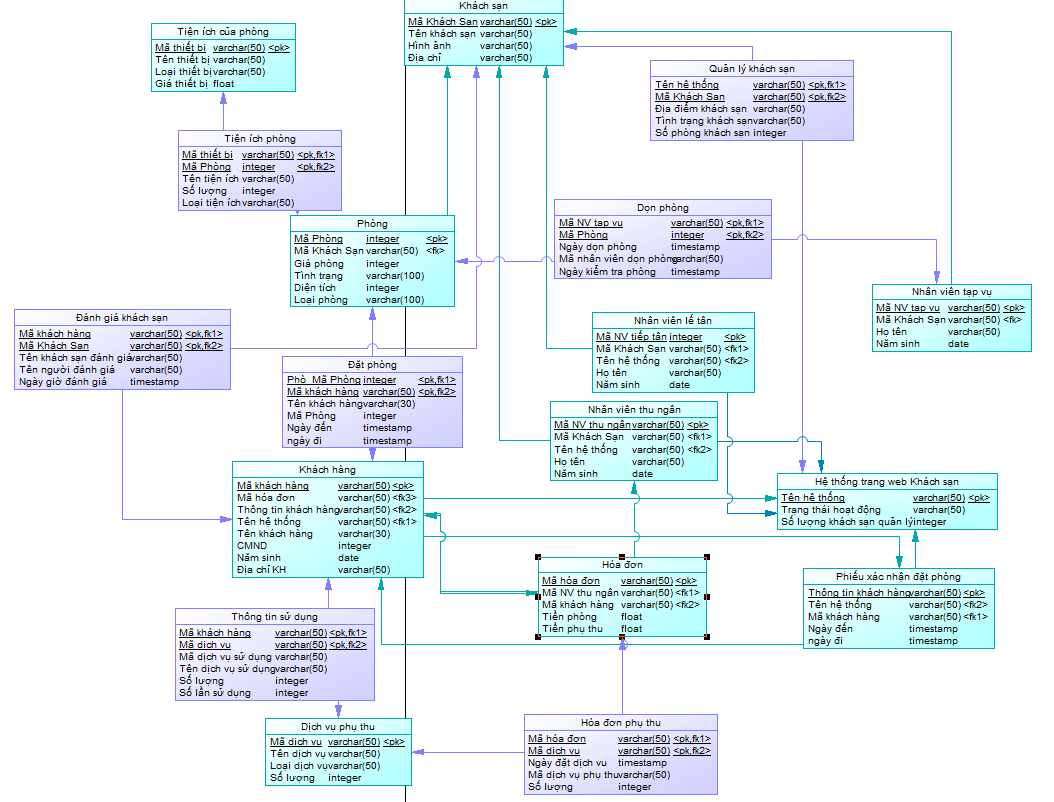 Khách sạn
Mã Khách Sạn varchar(50) <pk>
Tên khách sạn varchar(50)
Hình ảnh varchar(50)
Địa chỉ varchar(50)
Tiện ích của phòng
Mã thiết bị varchar(50) <pk>
Tên thiết bị varchar(50)
Loại thiết bị varchar(50)
Giá thiết bị float
Quản lý khách sạn
Tên hệ thống varchar(50) <pk,fk1>
Mã Khách Sạn varchar(50) <pk,fk2>
Địa điểm khách sạn varchar(50)
Tình trạng khách sạn varchar(50)
Số phòng khách sạn integer
Tiện ích phòng
Mã thiết bị varchar(50) <pk,fk1>
Mã Phòng integer <pk,fk2>
Tên tiện ích varchar(50)
Số lượng integer
Loại tiện ích varchar(50)
Phòng
Mã Phòng integer <pk>
Mã Khách Sạn varchar(50) <fk>
Giá phòng integer
Tình trạng varchar(100)
Diện tích integer
Loại phòng varchar(100)
Dọn phòng
Mã NV tạp vụ varchar(50) <pk,fk1>
Mã Phòng integer <pk,fk2>
Ngày dọn phòng timestamp
Mã nhân viên dọn phòng varchar(50)
Ngày kiểm tra phòng timestamp
Nhân viên tạp vụ
Mã NV tạp vụ varchar(50) <pk>
Mã Khách Sạn varchar(50) <fk>
Họ tên varchar(50)
Năm sinh date
Đánh giá khách sạn
Mã khách hàng varchar(50) <pk,fk1>
Mã Khách Sạn varchar(50) <pk,fk2>
Tên khách sạn đánh giá varchar(50)
Tên người đánh giá varchar(50)
Ngày giờ đánh giá timestamp
Nhân viên lễ tân
Mã NV tiếp tân integer <pk>
Mã Khách Sạn varchar(50) <fk1>
Tên hệ thống varchar(50) <fk2>
Họ tên varchar(50)
Năm sinh date
Đặt phòng
Phò_Mã Phòng integer <pk,fk1>
Mã khách hàng varchar(50) <pk,fk2>
Tên khách hàng varchar(30)
Mã Phòng integer
Ngày đến timestamp
ngày đi timestamp
Nhân viên thu ngân
Mã NV thu ngân varchar(50) <pk>
Mã Khách Sạn varchar(50) <fk1>
Tên hệ thống varchar(50) <fk2>
Họ tên varchar(50)
Năm sinh date
Khách hàng
Mã khách hàng varchar(50) <pk>
Mã hóa đơn varchar(50) <fk3>
Thông tin khách hàng varchar(50) <fk2>
Tên hệ thống varchar(50) <fk1>
Tên khách hàng varchar(30)
CMND integer
Năm sinh date
Địa chỉ KH varchar(50)
Hệ thống trang web Khách sạn
Tên hệ thống varchar(50) <pk>
Trạng thái hoạt động varchar(50)
Số lượng khách sạn quản lý integer
Hóa đơn
Mã hóa đơn varchar(50) <pk>
Mã NV thu ngân varchar(50) <fk1>
Mã khách hàng varchar(50) <fk2>
Tiền phòng float
Tiền phụ thu float
Phiếu xác nhận đặt phòng
Thông tin khách hàng varchar(50) <pk>
Tên hệ thống varchar(50) <fk2>
Mã khách hàng varchar(50) <fk1>
Ngày đến timestamp
ngày đi timestamp
Thông tin sử dụng
Mã khách hàng varchar(50) <pk,fk1>
Mã dịch vụ varchar(50) <pk,fk2>
Mã dịch vụ sử dụng varchar(50)
Tên dịch vụ sử dụng varchar(50)
Số lượng integer
Số lần sử dụng integer
Dịch vụ phụ thu
Mã dịch vụ varchar(50) <pk>
Tên dịch vụ varchar(50)
Loại dịch vụ varchar(50)
Số lượng integer
Hóa đơn phụ thu
Mã hóa đơn varchar(50) <pk,fk1>
Mã dịch vụ varchar(50) <pk,fk2>
Ngày đặt dịch vu timestamp
Mã dịch vụ phụ thu varchar(50)
Số lượng integer